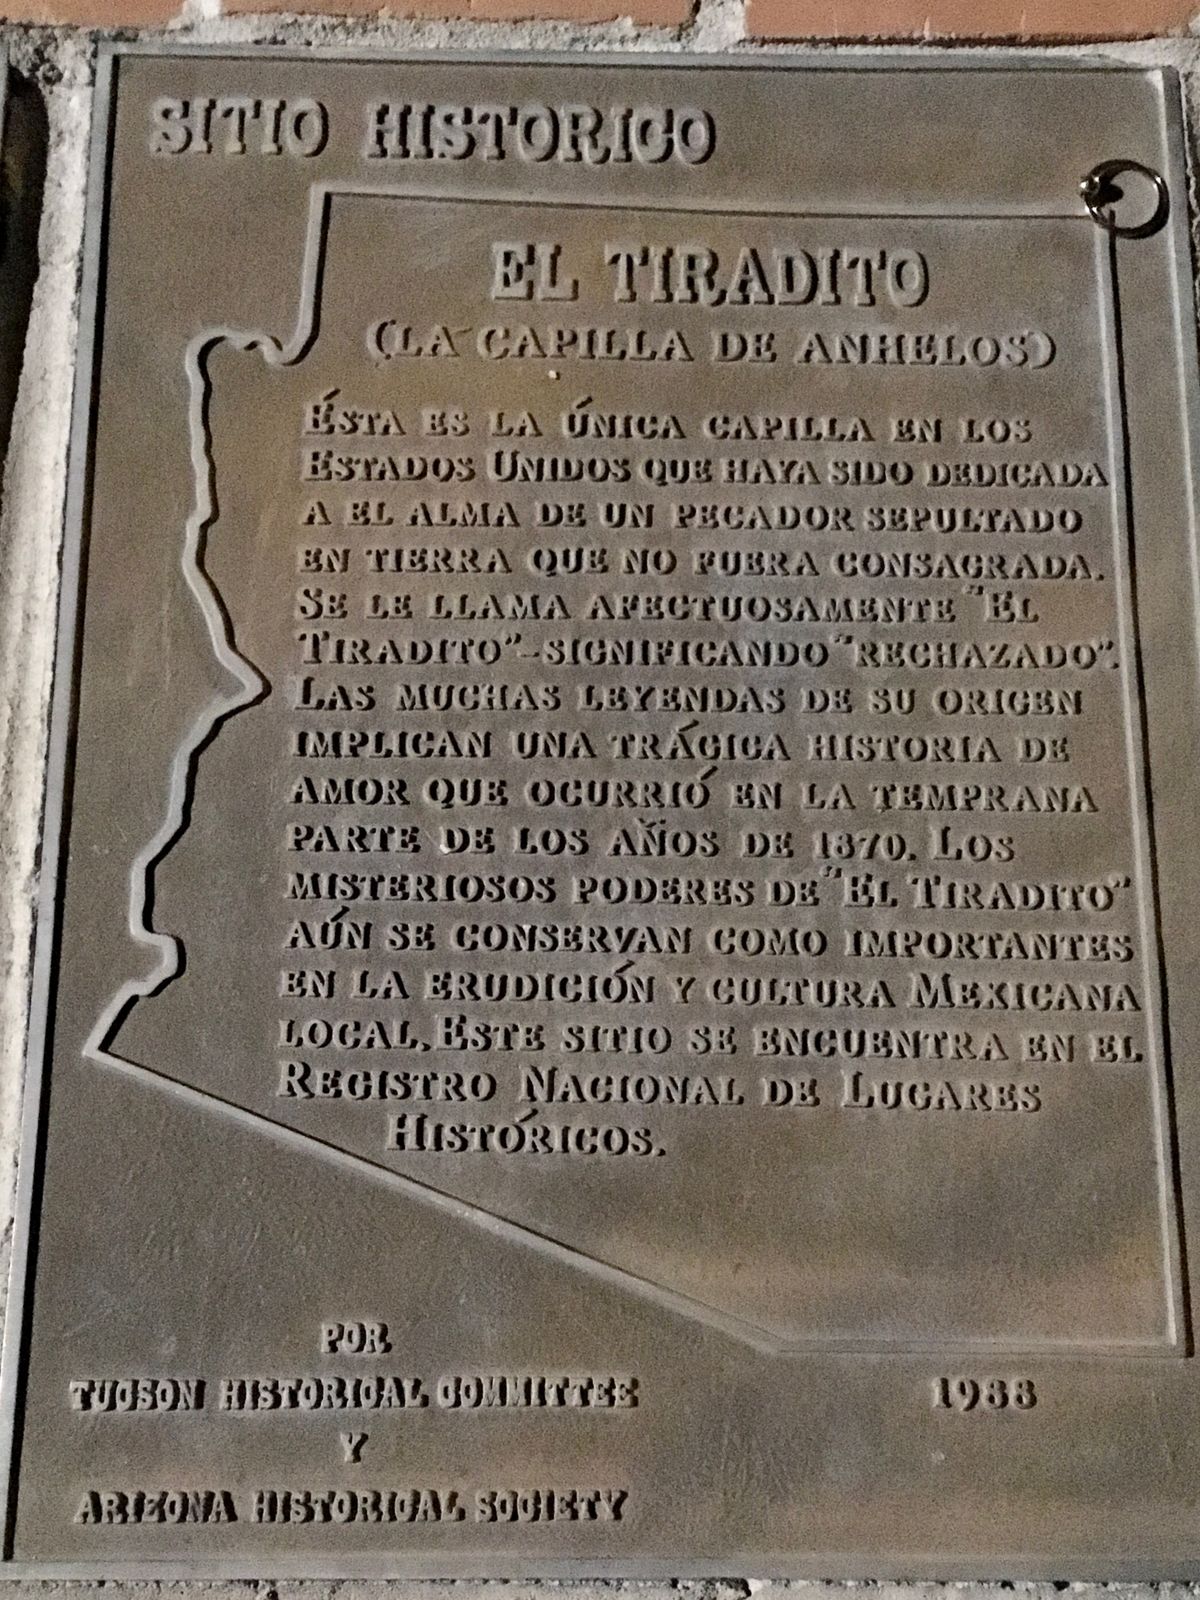 SITIO HISTORICO
EL TIRADITO
(LA CAPILLA DE ANHELOS)
ÉSTA ES LA ÚNICA CAPILLA EN LOS
ESTADOS UNIDOS QUE HAYA SIDO DEDICADA
A EL ALMA DE UN PECADOR SEPULTADO
EN TIERRA QUE NO FUERA CONSAGRADA.
SE LE LLAMA AFECTUOSAMENTE "EL
TIRADITO"-SIGNIFICANDO "RECHAZADO".
LAS MUCHAS LEYENDAS DE SU ORIGEN
IMPLICAN UNA TRÁGICA HISTORIA DE
AMOR QUE OCURRIÓ EN LA TEMPRANA
PARTE DE LOS AÑOS DE 1870. LOS
MISTERIOSOS PODERES DE "EL TIRADITO"
AÚN SE CONSERVAN COMO IMPORTANTES
EN LA ERUDICIÓN Y CULTURA MEXICANA
LOCAL. ESTE SITIO SE ENCUENTRA EN EL
REGISTRO NACIONAL DE LUGARES
HISTÓRICOS.
POR
TUCSON HISTORICAL COMMITTEE
Y
ARIZONA HISTORICAL SOCIETY
1988